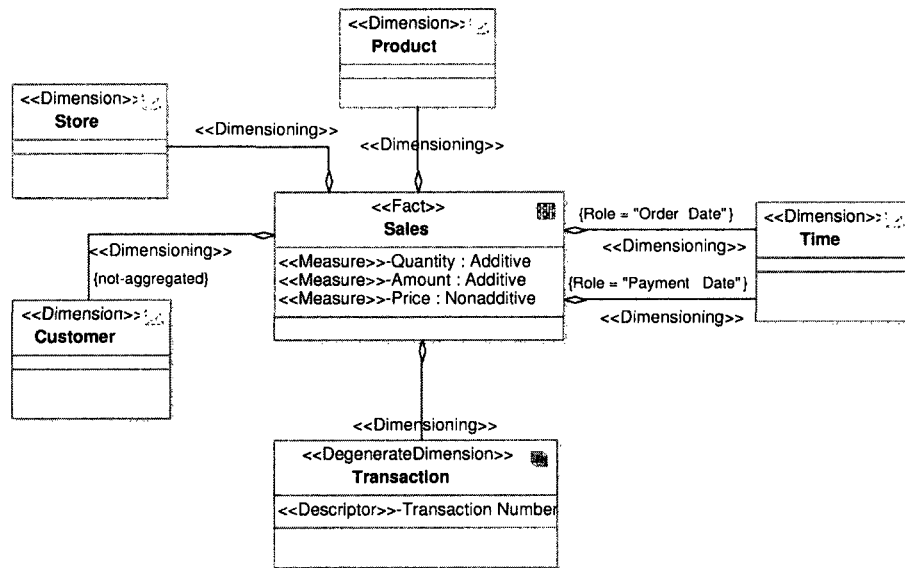 <<Dimension>>
Product
<<Dimension>>
Store
<<Dimensioning>>
<<Dimensioning>>
<<Fact>>
Sales
<<Measure>>-Quantity : Additive
<<Measure>>-Amount : Additive
<<Measure>>-Price : Nonadditive
{Role = "Order Date"}
<<Dimensioning>>
{Role = "Payment Date"}
<<Dimensioning>>
<<Dimension>>
Time
<<Dimensioning>>
{not-aggregated}
<<Dimension>>
Customer
<<Dimensioning>>
<<DegenerateDimension>>
Transaction
<<Descriptor>>-Transaction Number